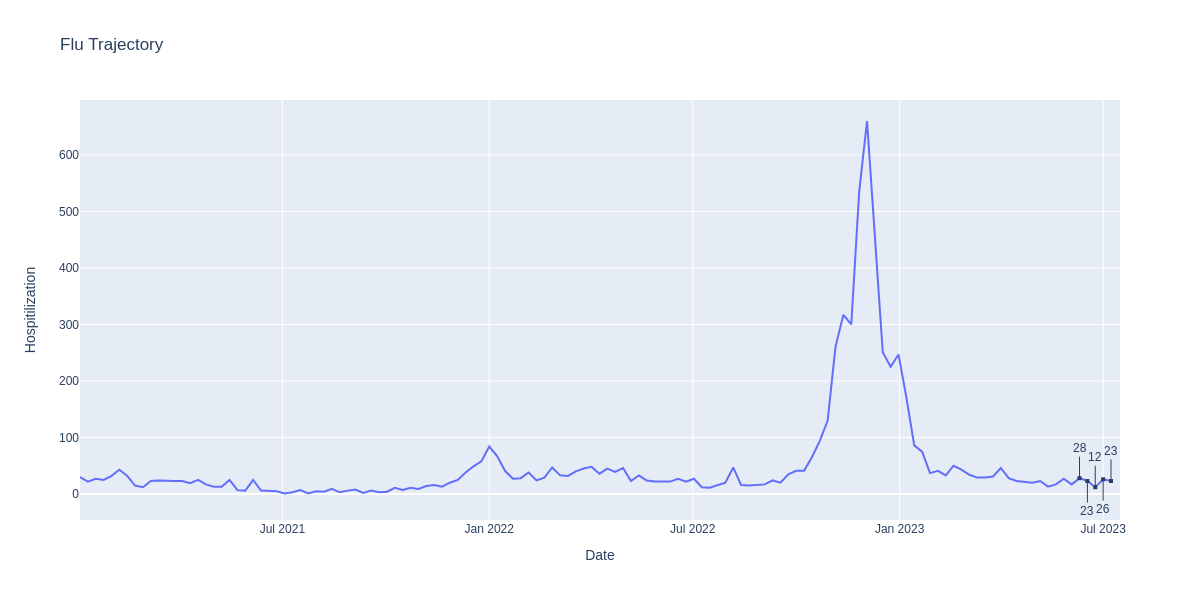 Flu Trajectory
Hospitilization
600
500
400
300
200
100
0
28
12
23
23
26
Jul 2021
Jan 2022
Jul 2022
Jan 2023
Jul 2023
Date